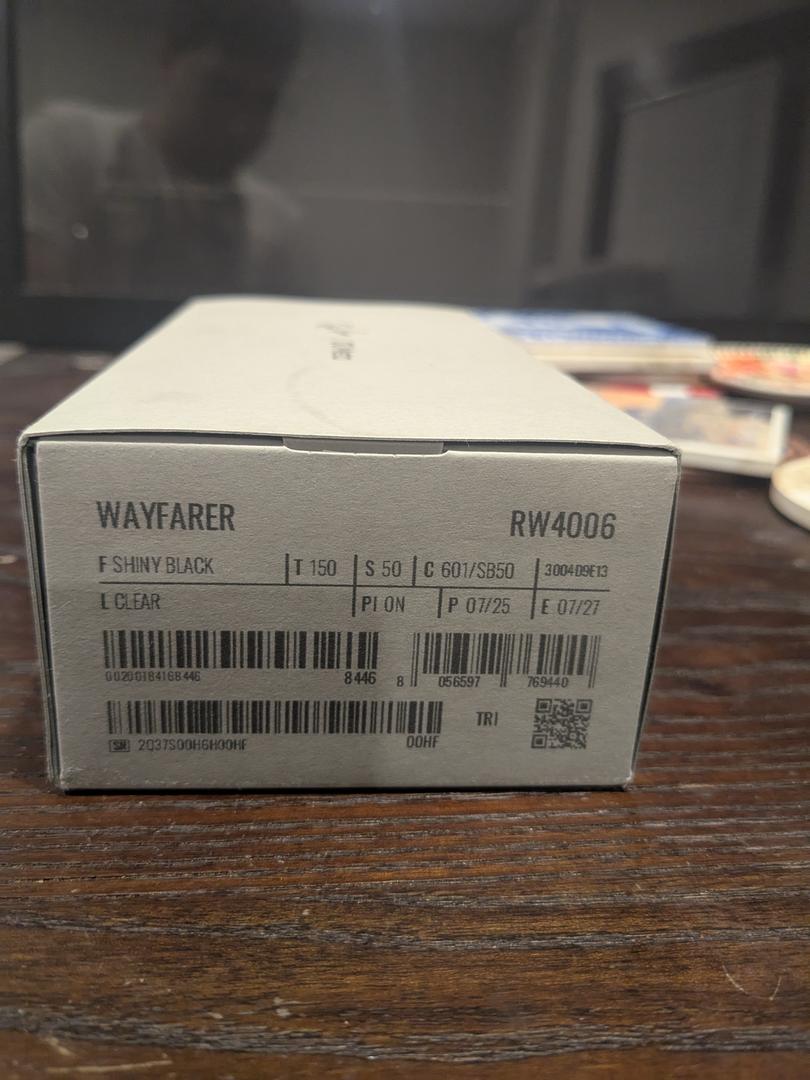 WAYFARER RW4006
F SHINY BLACK T 150 S 50 C 601/SB50 3004D9E13
L CLEAR PI ON P 07/25 E 07/27
00200184168446 8446 8 056597 769440
TRI
SN 2Q37S00H6H00HF 00HF